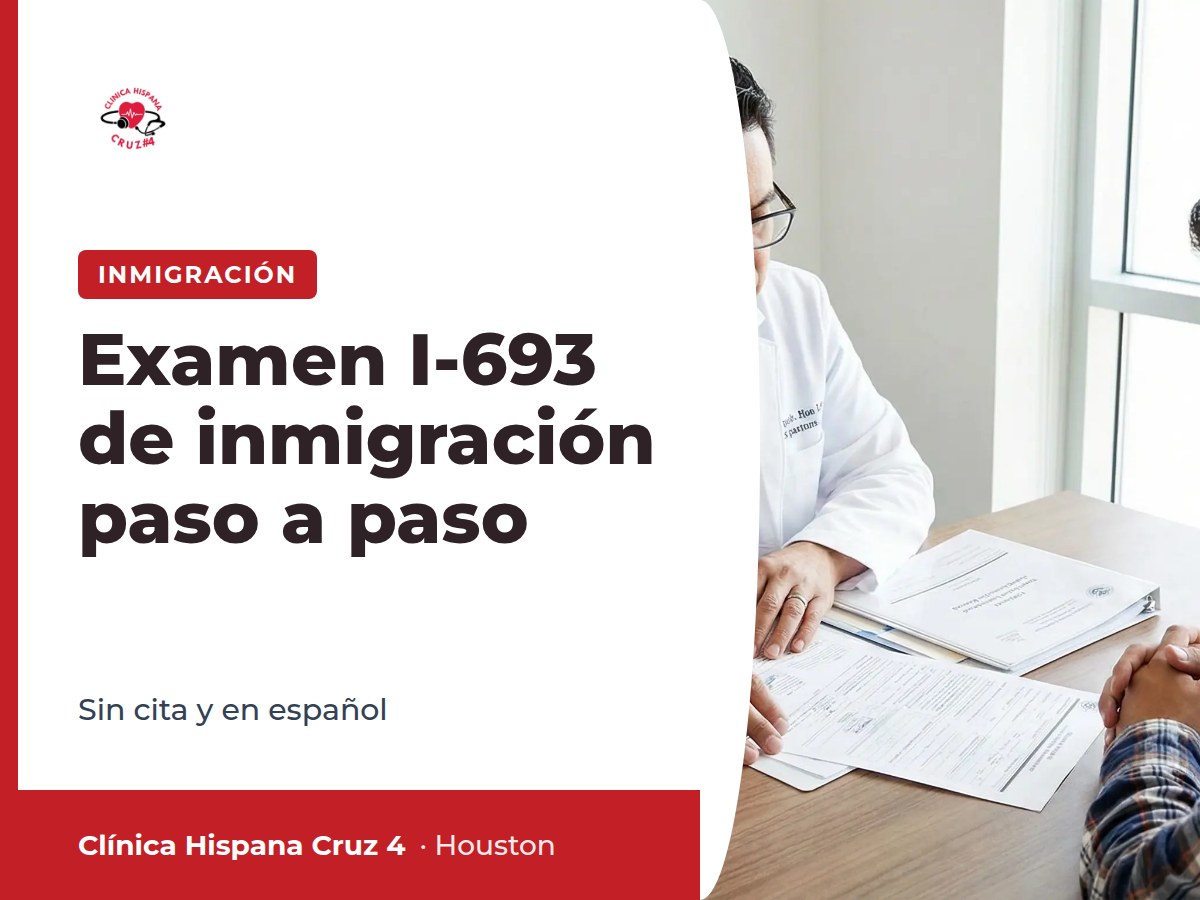 CLINICA HISPANA
CRUZ#4
INMIGRACIÓN
Examen I-693
de inmigración
paso a paso
Sin cita y en español
Clínica Hispana Cruz 4 · Houston